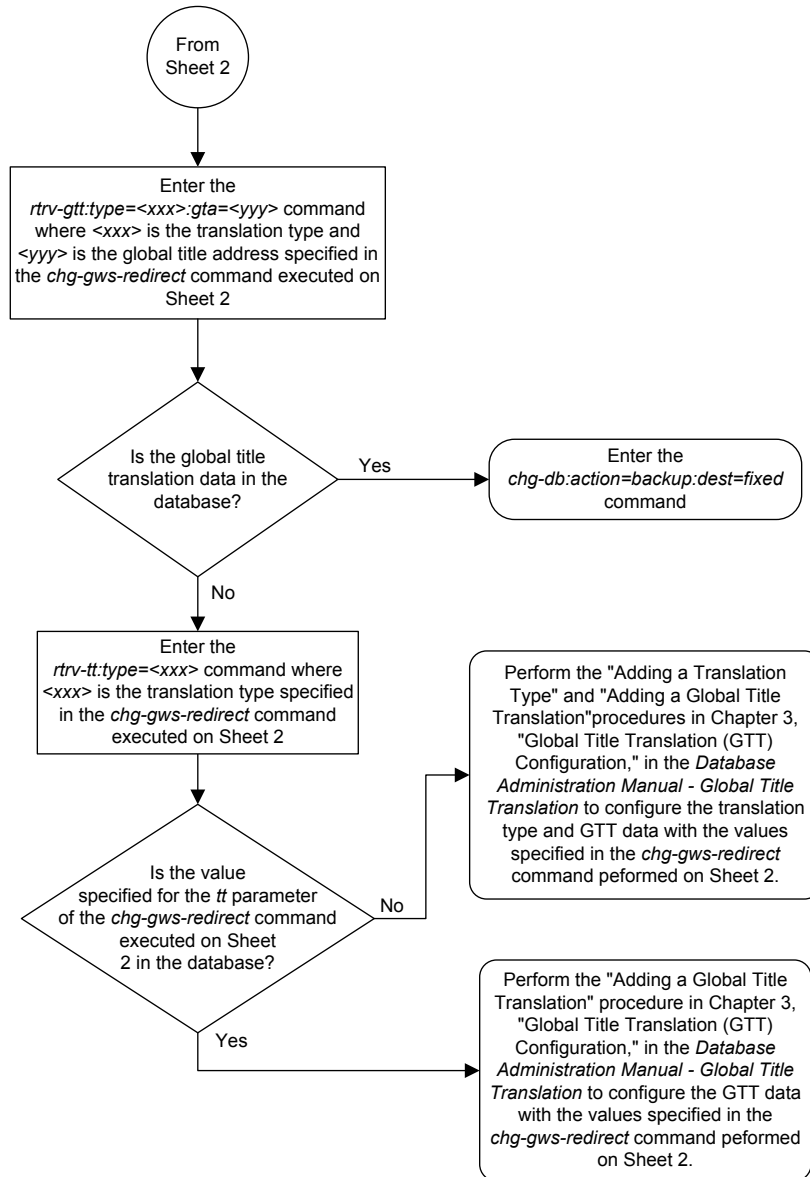 From
Sheet 2
Enter the
rtrv-gtt:type=<xxx>:gta=<yyy> command
where <xxx> is the translation type and
<yyy> is the global title address specified in
the chg-gws-redirect command executed on
Sheet 2
Is the global title
translation data in the
database?
Yes
Enter the
chg-db:action=backup:dest=fixed
command
No
Enter the
rtrv-tt:type=<xxx> command where
<xxx> is the translation type specified
in the chg-gws-redirect command
executed on Sheet 2
Is the value
specified for the tt parameter
of the chg-gws-redirect command
executed on Sheet
2 in the database?
No
Perform the "Adding a Translation
Type" and "Adding a Global Title
Translation"procedures in Chapter 3,
"Global Title Translation (GTT)
Configuration," in the Database
Administration Manual - Global Title
Translation to configure the translation
type and GTT data with the values
specified in the chg-gws-redirect
command peformed on Sheet 2.
Yes
Perform the "Adding a Global Title
Translation" procedure in Chapter 3,
"Global Title Translation (GTT)
Configuration," in the Database
Administration Manual - Global Title
Translation to configure the GTT data
with the values specified in the
chg-gws-redirect command peformed
on Sheet 2.